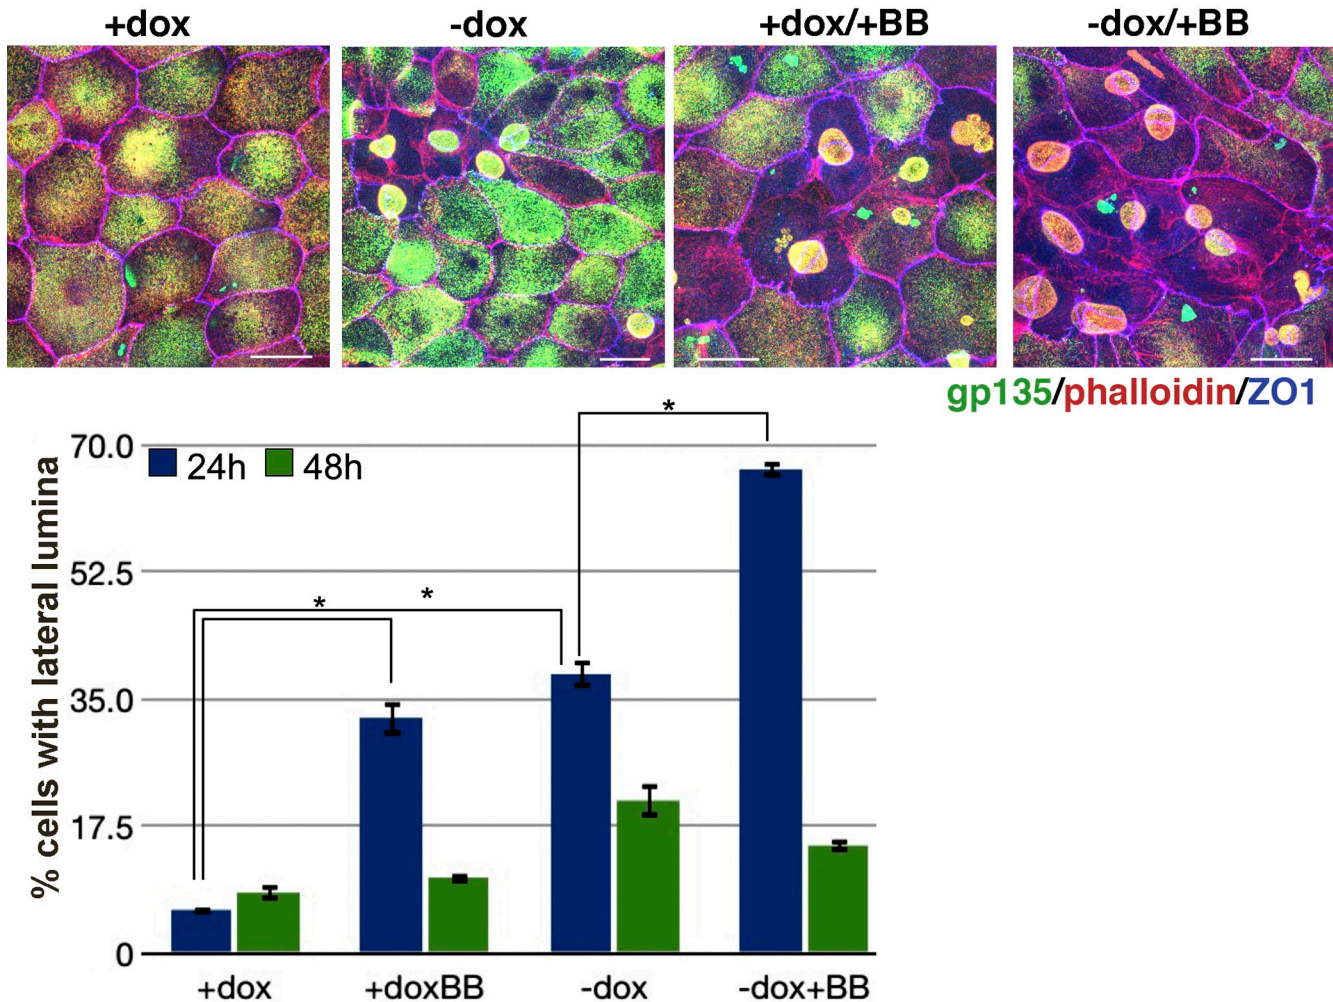 +dox -dox +dox/+BB -dox/+BB
gp135/phalloidin/ZO1
% cells with lateral lumina
70.0
52.5
35.0
17.5
0
24h 48h
*
* *
+dox +doxBB -dox -dox+BB